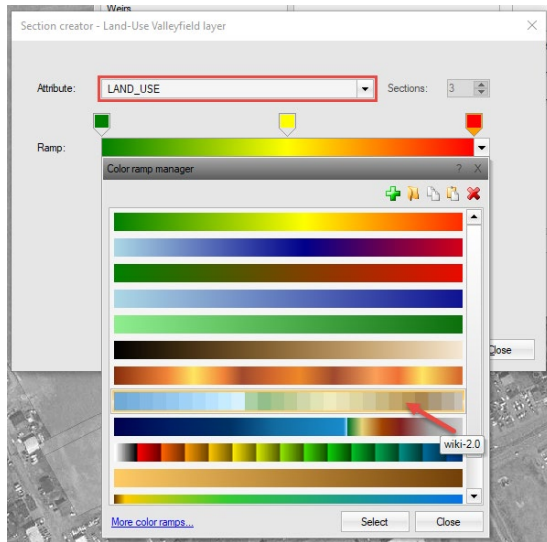 Weirs
Section creator - Land-Use Valleyfield layer
Attribute: LAND_USE Sections: 3
Ramp:
Color ramp manager ? X
wiki-2.0
More color ramps... Select Close
Close